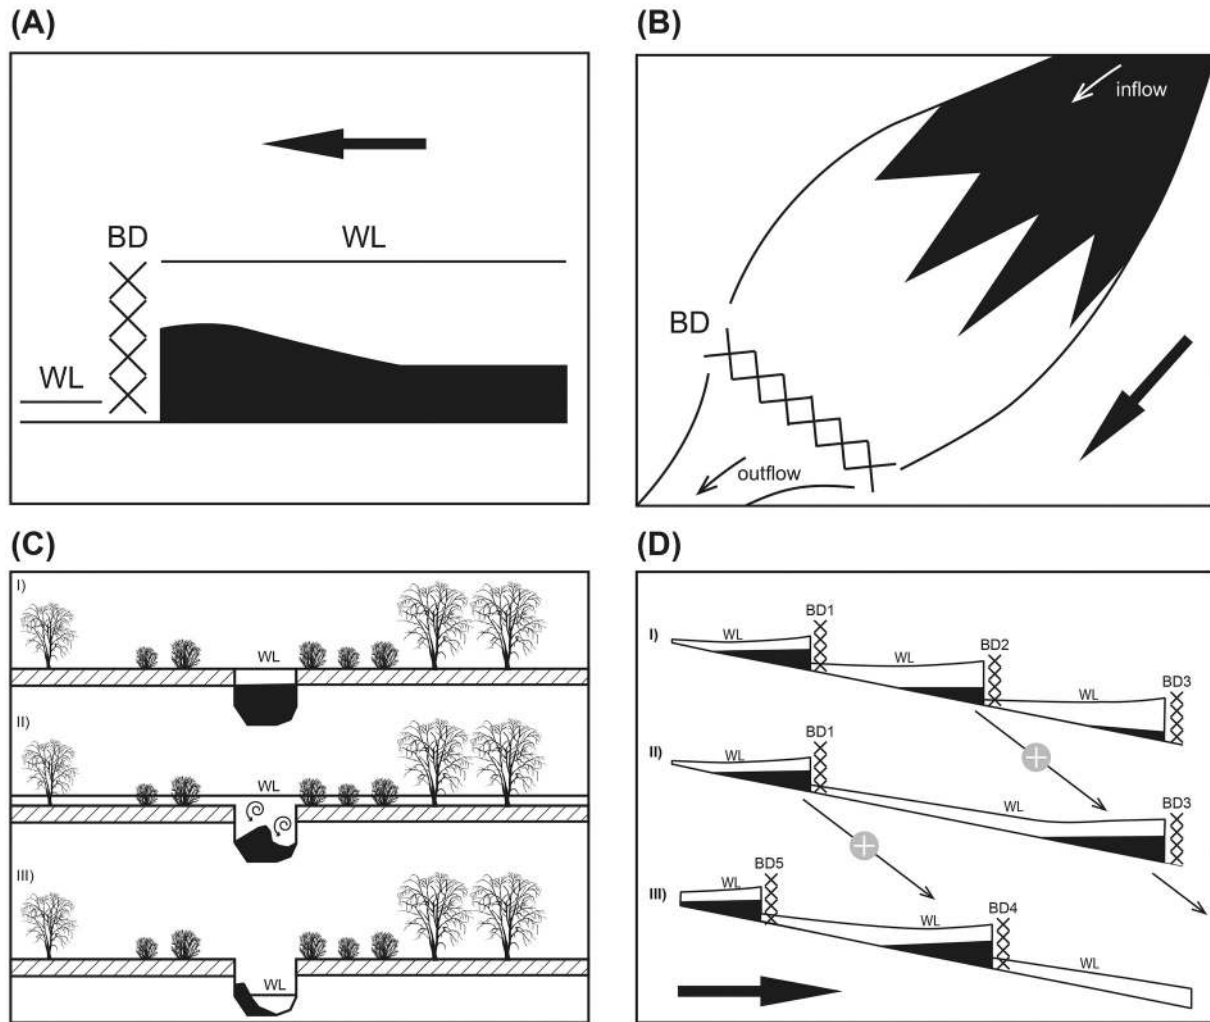 (A)
BD
WL
WL
(B)
inflow
BD
outflow
(C)
I)
WL
II)
WL
III)
WL
(D)
I)
BD1
WL
BD2
WL
BD3
WL
II)
BD1
WL
WL
BD3
III)
BD5
WL
BD4
WL
WL